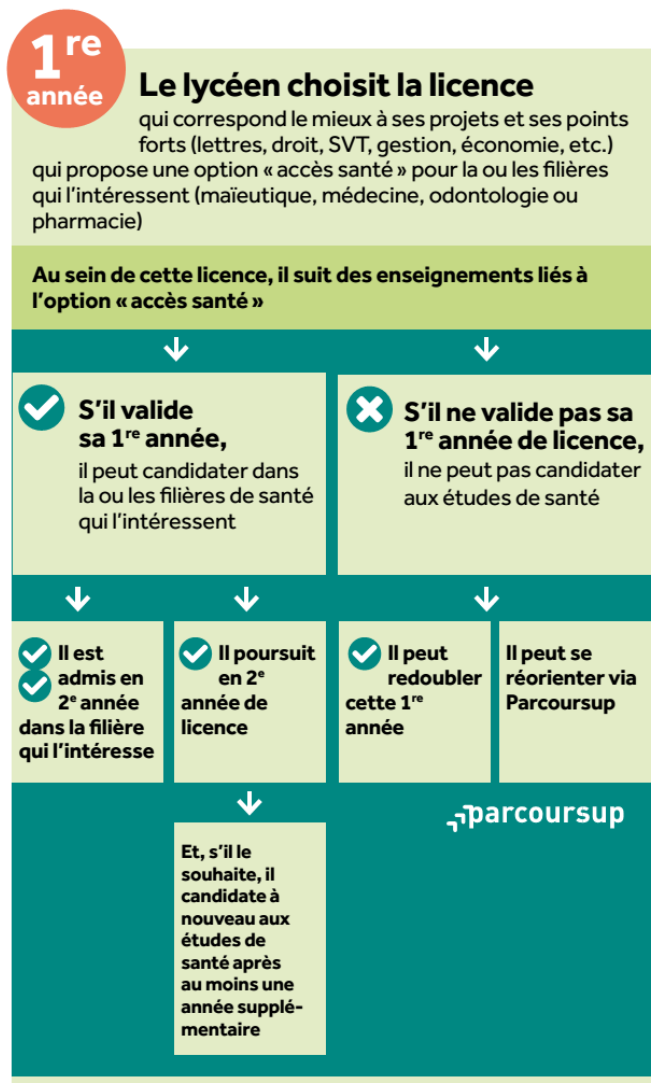 1re
année
Le lycéen choisit la licence
qui correspond le mieux à ses projets et ses points
forts (lettres, droit, SVT, gestion, économie, etc.)
qui propose une option « accès santé » pour la ou les filières
qui l'intéressent (maïeutique, médecine, odontologie ou
pharmacie)
Au sein de cette licence, il suit des enseignements liés à
l'option « accès santé »
S'il valide
sa 1re année,
il peut candidater dans
la ou les filières de santé
qui l'intéressent
S'il ne valide pas sa
1re année de licence,
il ne peut pas candidater
aux études de santé
Il est
admis en
2e année
dans la filière
qui l'intéresse
Il poursuit
en 2e
année de
licence
Il peut
redoubler
cette 1re
année
Il peut se
réorienter via
Parcoursup
parcoursup
Et, s'il le
souhaite, il
candidate à
nouveau aux
études de
santé après
au moins une
année supplé-
mentaire